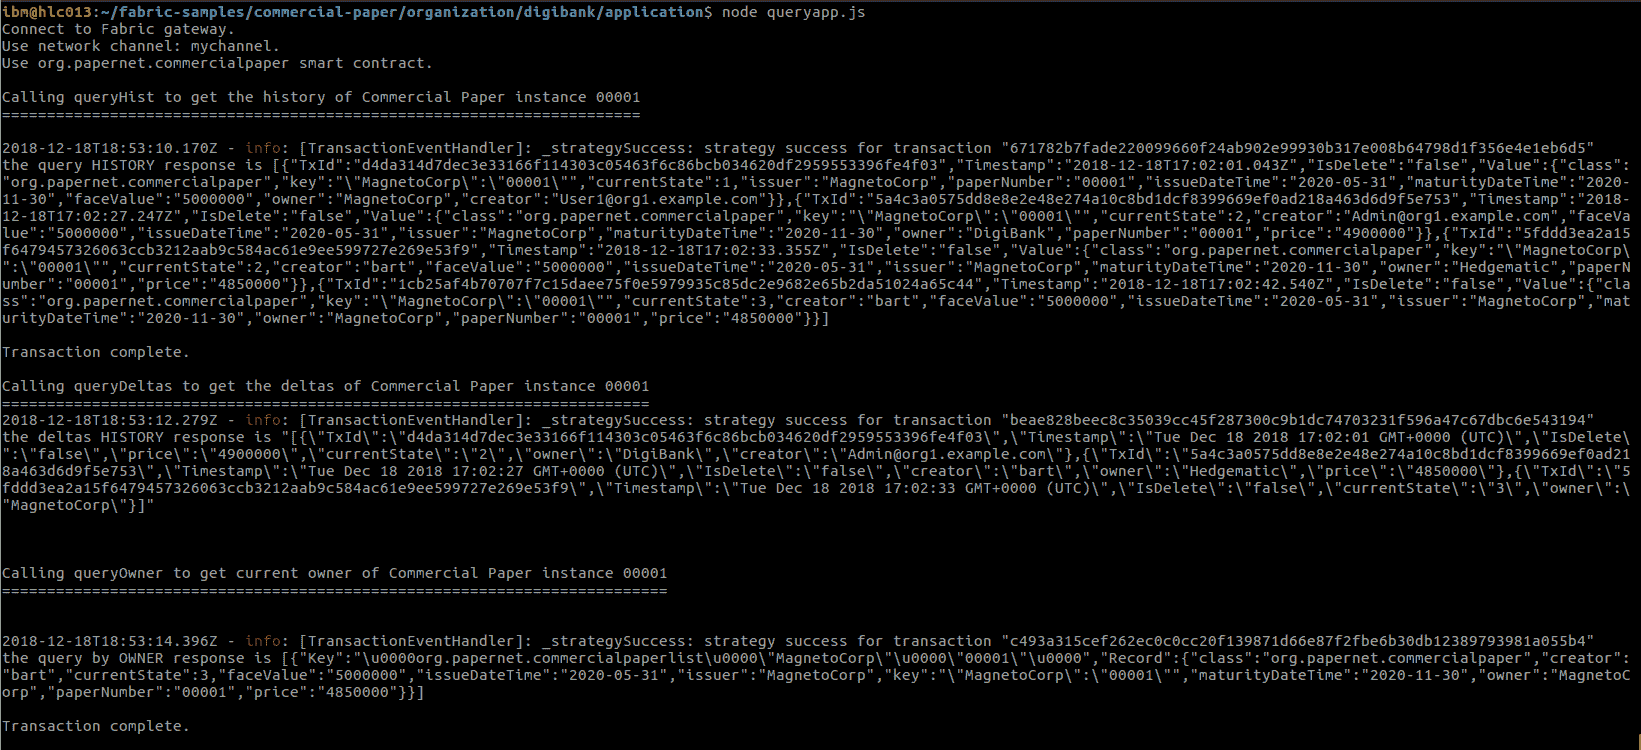 ibm@hlc013:~/fabric-samples/commercial-paper/organization/digibank/application$ node queryapp.js
Connect to Fabric gateway.
Use network channel: mychannel.
Use org.papernet.commercialpaper smart contract.
Calling queryHist to get the history of Commercial Paper instance 00001
=======================================================================
2018-12-18T18:53:10.170Z - info: [TransactionEventHandler]: _strategySuccess: strategy success for transaction "671782b7fade220099660f24ab902e99930b317e008b64798d1f356e4e1eb6d5"
the query HISTORY response is [{"TxId":"d4da314d7dec3e33166f114303c05463f6c86bcb034620df2959553396fe4f03","Timestamp":"2018-12-18T17:02:01.043Z","IsDelete":"false","Value":{"class":
"org.papernet.commercialpaper","key":"\"MagnetoCorp\":\"00001\"","currentState":1,"issuer":"MagnetoCorp","paperNumber":"00001","issueDateTime":"2020-05-31","maturityDateTime":"2020-
11-30","faceValue":"5000000","owner":"MagnetoCorp","creator":"User1@org1.example.com"}},{"TxId":"5a4c3a0575dd8e8e2e48e274a10c8bd1dcf8399669ef0ad218a463d6d9f5e753","Timestamp":"2018-
12-18T17:02:27.247Z","IsDelete":"false","Value":{"class":"org.papernet.commercialpaper","key":"\"MagnetoCorp\":\"00001\"","currentState":2,"creator":"Admin@org1.example.com","faceVa
lue":"5000000","issueDateTime":"2020-05-31","issuer":"MagnetoCorp","maturityDateTime":"2020-11-30","owner":"DigiBank","paperNumber":"00001","price":"4900000"}},{"TxId":"5fddd3ea2a15
f6479457326063ccb3212aab9c584ac61e9ee599727e269e53f9","Timestamp":"2018-12-18T17:02:33.355Z","IsDelete":"false","Value":{"class":"org.papernet.commercialpaper","key":"\"MagnetoCorp\
":\"00001\"","currentState":2,"creator":"bart","faceValue":"5000000","issueDateTime":"2020-05-31","issuer":"MagnetoCorp","maturityDateTime":"2020-11-30","owner":"Hedgematic","paperN
umber":"00001","price":"4850000"}},{"TxId":"1cb25af4b70707f7c15daee75f0e5979935c85dc2e9682e65b2da51024a65c44","Timestamp":"2018-12-18T17:02:42.540Z","IsDelete":"false","Value":{"cla
ss":"org.papernet.commercialpaper","key":"\"MagnetoCorp\":\"00001\"","currentState":3,"creator":"bart","faceValue":"5000000","issueDateTime":"2020-05-31","issuer":"MagnetoCorp","mat
urityDateTime":"2020-11-30","owner":"MagnetoCorp","paperNumber":"00001","price":"4850000"}}]
Transaction complete.
Calling queryDeltas to get the deltas of Commercial Paper instance 00001
========================================================================
2018-12-18T18:53:12.279Z - info: [TransactionEventHandler]: _strategySuccess: strategy success for transaction "beae828beec8c35039cc45f287300c9b1dc74703231f596a47c67dbc6e543194"
the deltas HISTORY response is "[{\"TxId\":\"d4da314d7dec3e33166f114303c05463f6c86bcb034620df2959553396fe4f03\",\"Timestamp\":\"Tue Dec 18 2018 17:02:01 GMT+0000 (UTC)\",\"IsDelete\
":\"false\",\"price\":\"4900000\",\"currentState\":\"2\",\"owner\":\"DigiBank\",\"creator\":\"Admin@org1.example.com\"},{\"TxId\":\"5a4c3a0575dd8e8e2e48e274a10c8bd1dcf8399669ef0ad21
8a463d6d9f5e753\",\"Timestamp\":\"Tue Dec 18 2018 17:02:27 GMT+0000 (UTC)\",\"IsDelete\":\"false\",\"creator\":\"bart\",\"owner\":\"Hedgematic\",\"price\":\"4850000\"},{\"TxId\":\"5
fddd3ea2a15f6479457326063ccb3212aab9c584ac61e9ee599727e269e53f9\",\"Timestamp\":\"Tue Dec 18 2018 17:02:33 GMT+0000 (UTC)\",\"IsDelete\":\"false\",\"currentState\":\"3\",\"owner\":\
"MagnetoCorp\"}]"
Calling queryOwner to get current owner of Commercial Paper instance 00001
==========================================================================
2018-12-18T18:53:14.396Z - info: [TransactionEventHandler]: _strategySuccess: strategy success for transaction "c493a315cef262ec0c0cc20f139871d66e87f2fbe6b30db12389793981a055b4"
the query by OWNER response is [{"Key":"\u0000org.papernet.commercialpaperlist\u0000\"MagnetoCorp\"\u0000\"00001\"\u0000","Record":{"class":"org.papernet.commercialpaper","creator":
"bart","currentState":3,"faceValue":"5000000","issueDateTime":"2020-05-31","issuer":"MagnetoCorp","key":"\"MagnetoCorp\":\"00001\"","maturityDateTime":"2020-11-30","owner":"MagnetoC
orp","paperNumber":"00001","price":"4850000"}}]
Transaction complete.